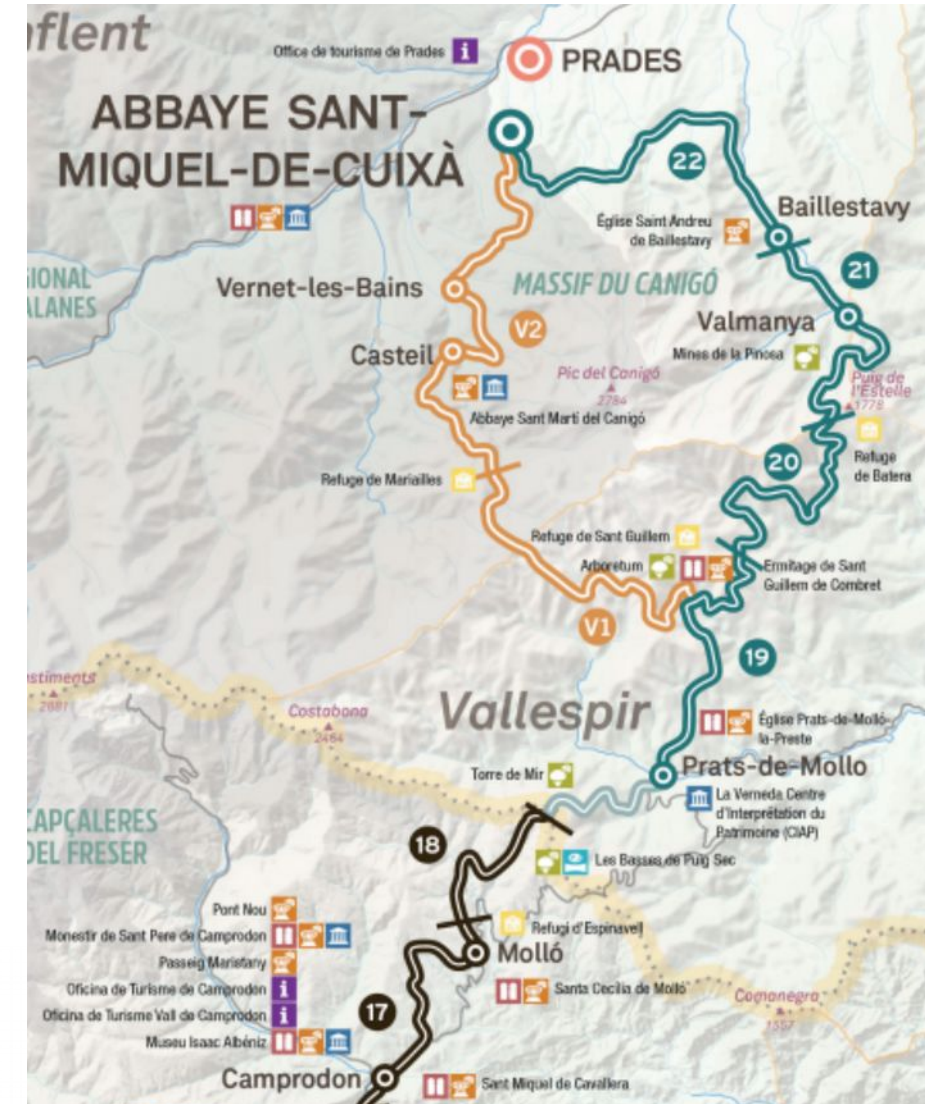 nflent
Office de tourisme de Prades
i
PRADES
ABBAYE SANT-
MIQUEL-DE-CUIXÀ
22
Baillestavy
Église Saint Andreu
de Baillestavy
21
IONAL
ALANES
Vernet-les-Bains
MASSIF DU CANIGÓ
V2
Valmanya
Casteil
Mines de la Pinosa
Pic del Canigó
2784
Puig de
l'Estelle
1778
Abbaye Sant Martí del Canigó
20
Refuge
de Batera
Refuge de Mariailles
Refuge de Sant Guillem
Arboretum
Ermitage de Sant
Guillem de Combret
V1
19
stiments
2881
Costabona
2464
Vallespir
Église Prats-de-Molló-
la-Preste
Torre de Mir
Prats-de-Mollo
La Verneda Centre
d'Interprétation du
Patrimoine (CIAP)
CAPÇALERES
DEL FRESER
18
Les Basses de Puig Sec
Pont Nou
Monestir de Sant Pere de Camprodon
Refugi d'Espinavell
Passeig Maristany
Molló
Oficina de Turisme de Camprodon
i
Santa Cecilia de Molló
Oficina de Turisme Vall de Camprodon
i
17
Comanegra
1557
Museu Isaac Albéniz
Camprodon
Sant Miquel de Cavallera